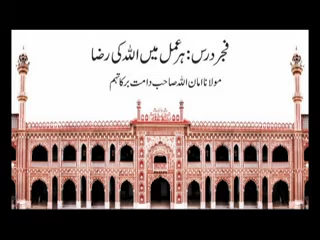 فجر درس: ہر عمل میں اللہ کی رضا
مولانا امان اللہ صاحب دامت برکاتہم